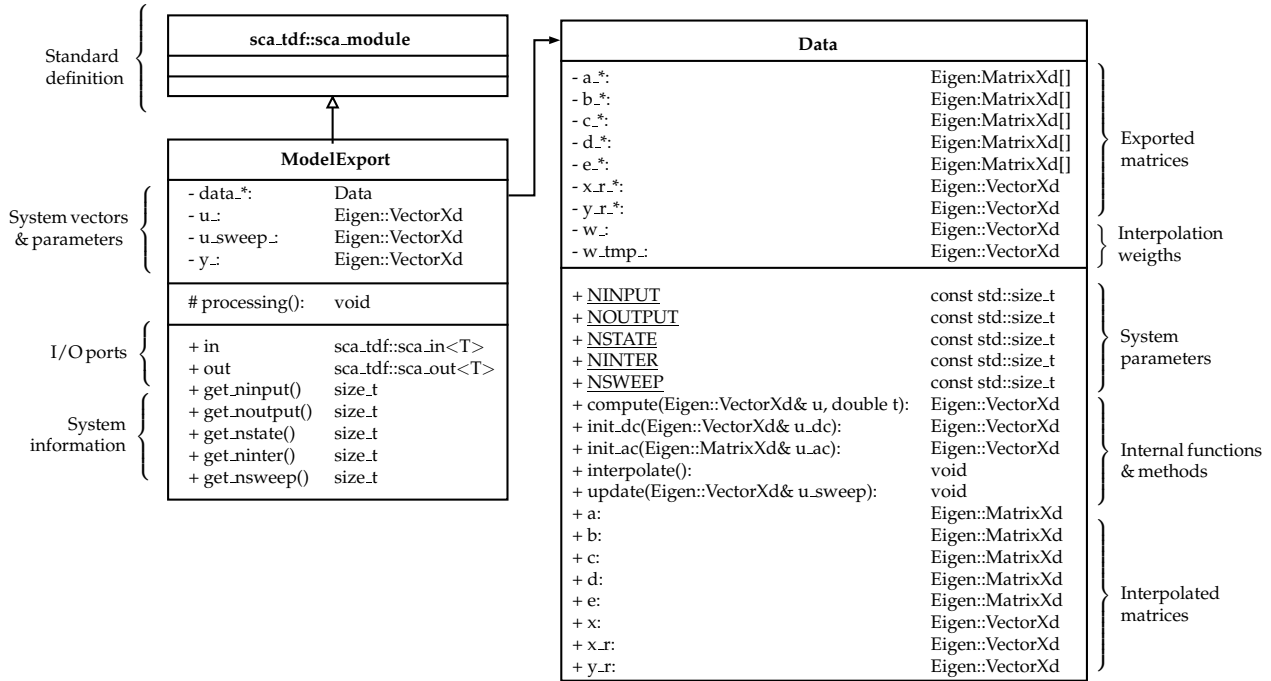 Standard
definition
sca_tdf::sca_module
ModelExport
System vectors
& parameters
- data_*: Data
- u_: Eigen::VectorXd
- u_sweep_: Eigen::VectorXd
- y_: Eigen::VectorXd
# processing(): void
I/O ports
+ in sca_tdf::sca_in<T>
+ out sca_tdf::sca_out<T>
System
information
+ get_ninput() size_t
+ get_noutput() size_t
+ get_nstate() size_t
+ get_ninter() size_t
+ get_nsweep() size_t
Data
- a_*: Eigen:MatrixXd[]
- b_*: Eigen:MatrixXd[]
- c_*: Eigen:MatrixXd[]
- d_*: Eigen:MatrixXd[]
- e_*: Eigen:MatrixXd[]
- x_r_*: Eigen::VectorXd
- y_r_*: Eigen::VectorXd
Exported
matrices
- w_: Eigen::VectorXd
- w_tmp_: Eigen::VectorXd
Interpolation
weigths
+ NINPUT const std::size_t
+ NOUTPUT const std::size_t
+ NSTATE const std::size_t
+ NINTER const std::size_t
+ NSWEEP const std::size_t
System
parameters
+ compute(Eigen::VectorXd& u, double t): Eigen::VectorXd
+ init_dc(Eigen::VectorXd& u_dc): Eigen::VectorXd
+ init_ac(Eigen::MatrixXd& u_ac): Eigen::VectorXd
+ interpolate(): void
+ update(Eigen::VectorXd& u_sweep): void
Internal functions
& methods
+ a: Eigen::MatrixXd
+ b: Eigen::MatrixXd
+ c: Eigen::MatrixXd
+ d: Eigen::MatrixXd
+ e: Eigen::MatrixXd
+ x: Eigen::VectorXd
+ x_r: Eigen::VectorXd
+ y_r: Eigen::VectorXd
Interpolated
matrices